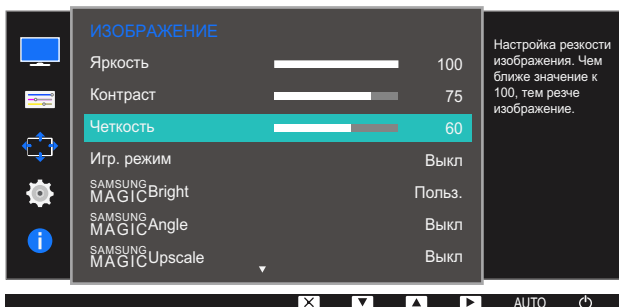 ИЗОБРАЖЕНИЕ
Яркость 100
Контраст 75
Четкость 60
Игр. режим Выкл
SAMSUNG MAGIC Bright Польз.
SAMSUNG MAGIC Angle Выкл
SAMSUNG MAGIC Upscale Выкл
Настройка резкости
изображения. Чем
ближе значение к
100, тем резче
изображение.
AUTO